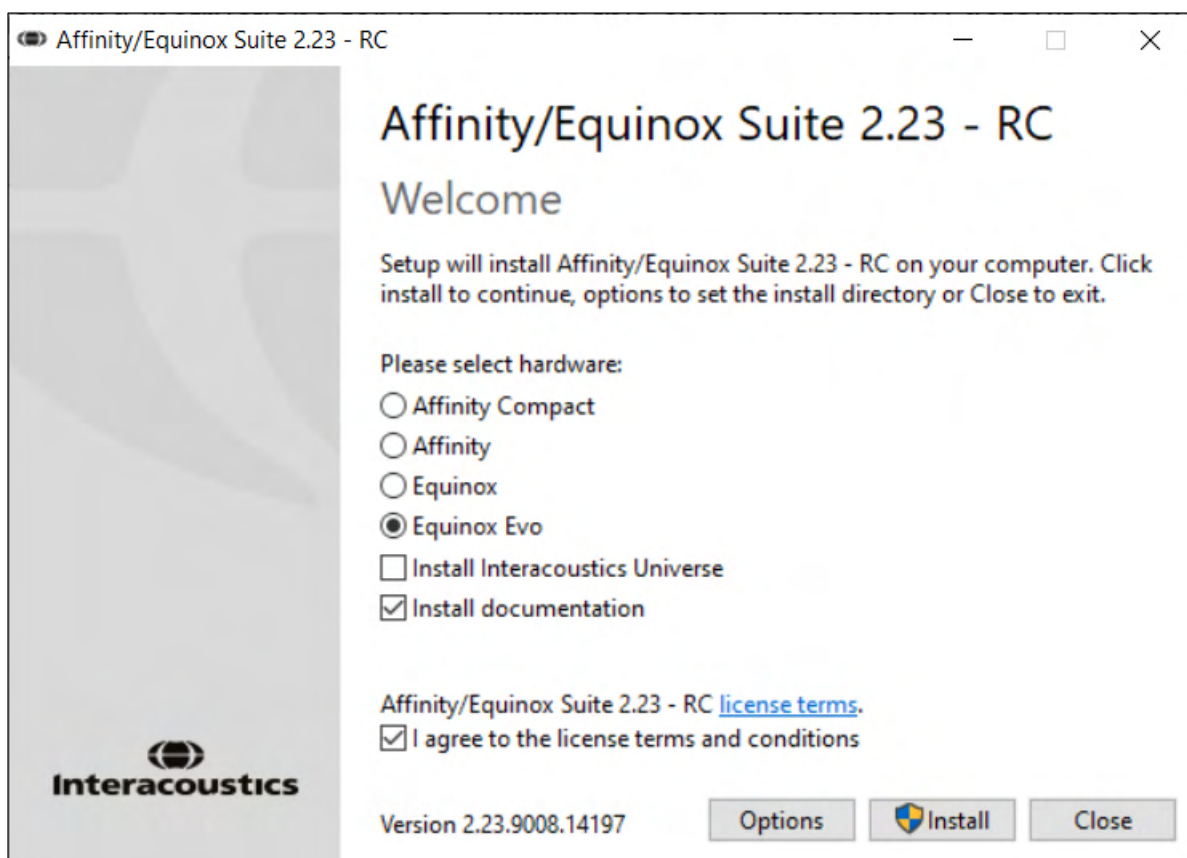 Affinity/Equinox Suite 2.23 - RC
Affinity/Equinox Suite 2.23 - RC
Welcome
Setup will install Affinity/Equinox Suite 2.23 - RC on your computer. Click
install to continue, options to set the install directory or Close to exit.
Please select hardware:
Affinity Compact
Affinity
Equinox
Equinox Evo
Install Interacoustics Universe
Install documentation
Affinity/Equinox Suite 2.23 - RC license terms.
I agree to the license terms and conditions
Interacoustics
Version 2.23.9008.14197
Options
Install
Close